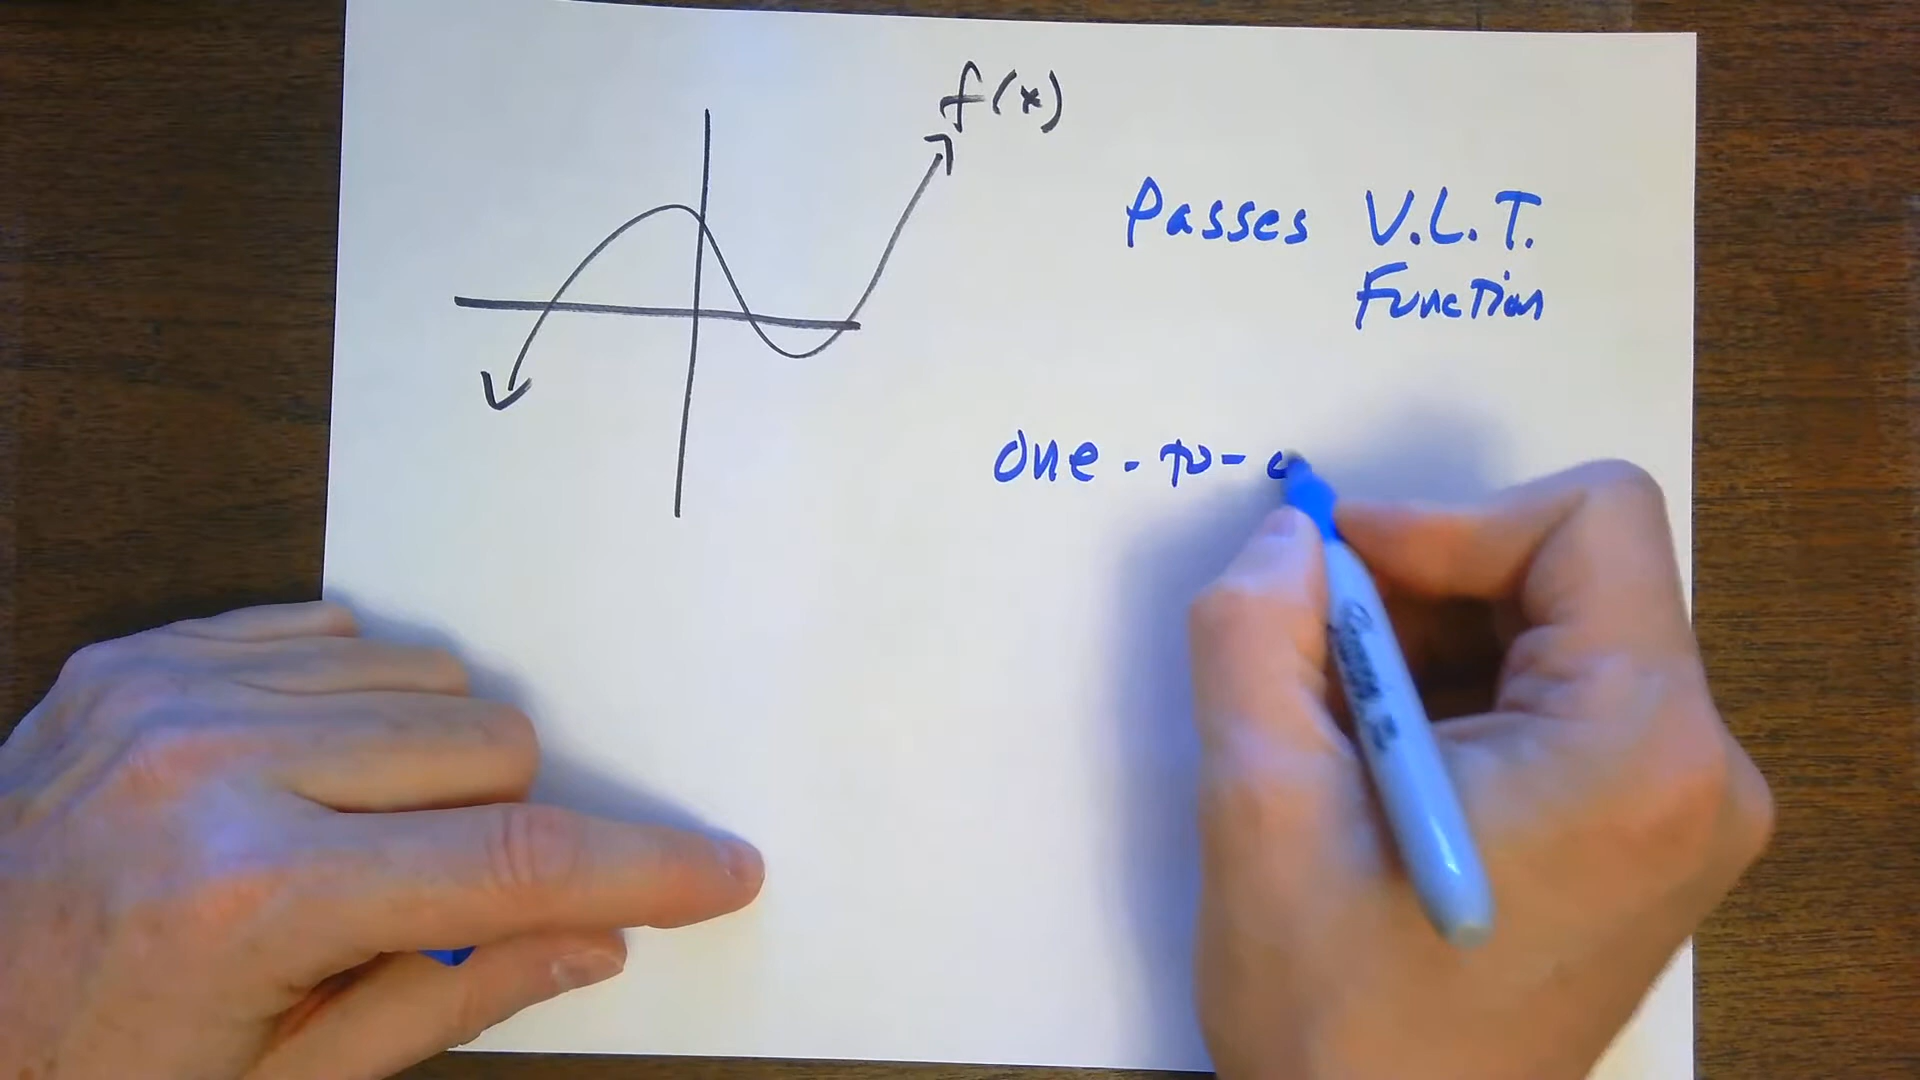 f(x)
Passes V.L.T.
Function
one-to-o